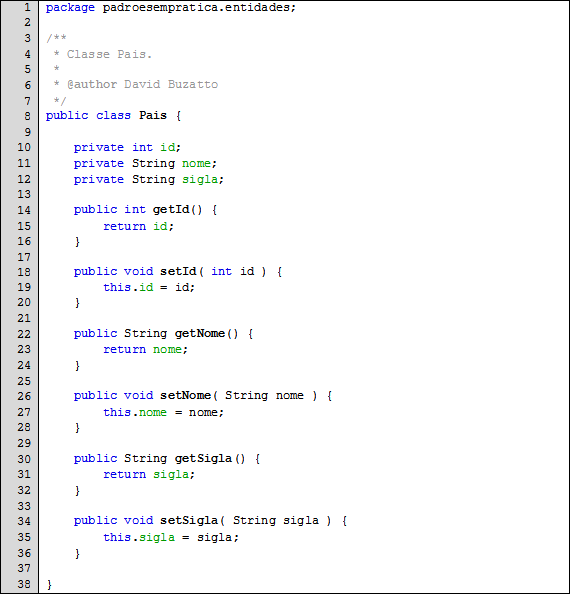 1 package padroesempratica.entidades;
2
3 /**
4  * Classe Pais.
5  *
6  * @author David Buzatto
7  */
8 public class Pais {
9
10     private int id;
11     private String nome;
12     private String sigla;
13
14     public int getId() {
15         return id;
16     }
17
18     public void setId( int id ) {
19         this.id = id;
20     }
21
22     public String getNome() {
23         return nome;
24     }
25
26     public void setNome( String nome ) {
27         this.nome = nome;
28     }
29
30     public String getSigla() {
31         return sigla;
32     }
33
34     public void setSigla( String sigla ) {
35         this.sigla = sigla;
36     }
37
38 }